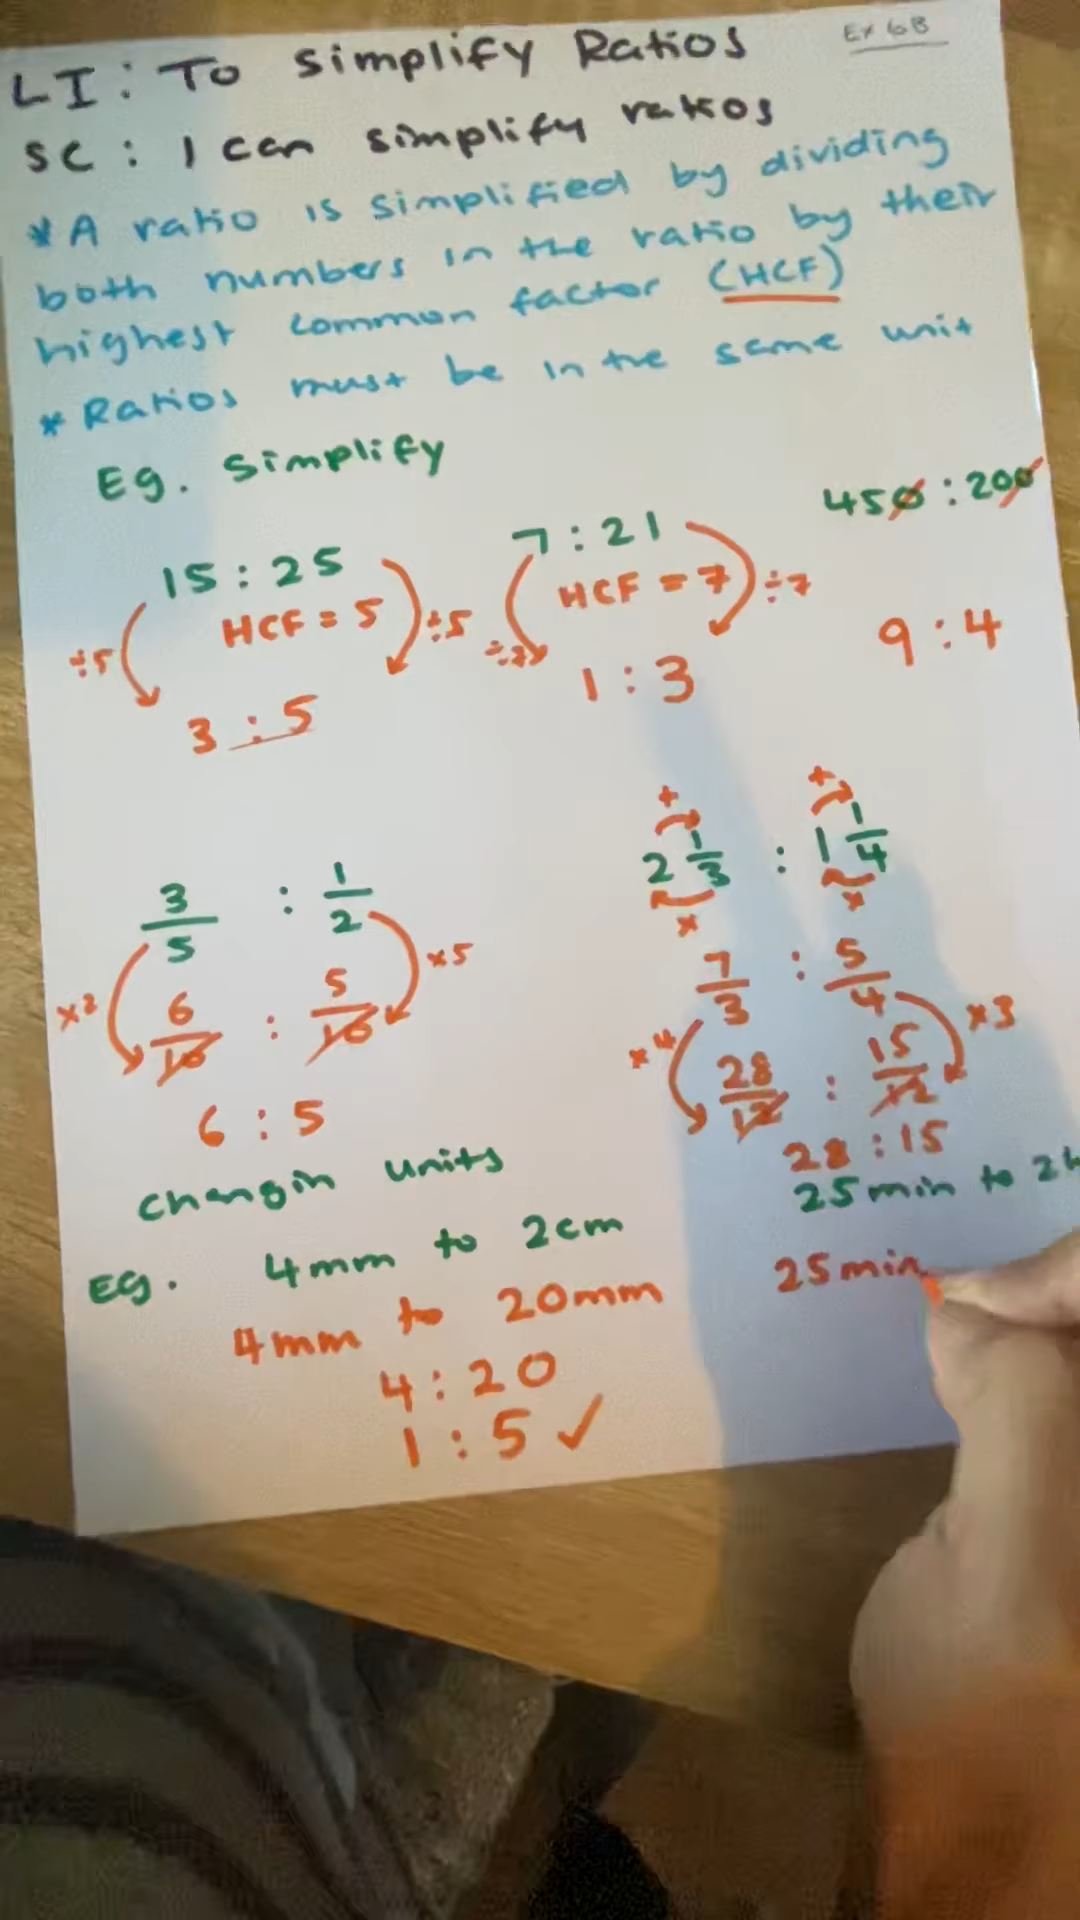 Ex 6B
LI : To simplify Ratios
SC : I can simplify ratios
* A ratio is simplified by dividing
both numbers in the ratio by their
highest common factor (HCF)
* Ratios must be in the same unit
Eg. Simplify
15 : 25
HCF = 5
÷5
÷5
3 : 5
7 : 21
HCF = 7
÷7
÷7
1 : 3
450 : 200
9 : 4
3/5 : 1/2
×2
×5
6/10 : 5/10
6 : 5
+
+
2 1/3 : 1 1/4
×
×
7/3 : 5/4
×4
×3
28/12 : 15/12
28 : 15
changin units
EG. 4mm to 2cm
4mm to 20mm
4 : 20
1 : 5 ✓
25min to 2h
25min